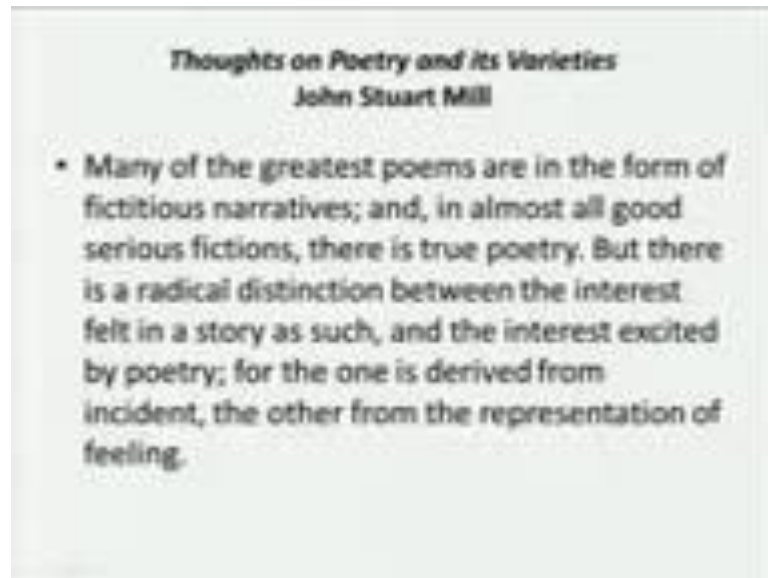 Thoughts on Poetry and its Varieties
John Stuart Mill
• Many of the greatest poems are in the form of
fictitious narratives; and, in almost all good
serious fictions, there is true poetry. But there
is a radical distinction between the interest
felt in a story as such, and the interest excited
by poetry; for the one is derived from
incident, the other from the representation of
feeling.